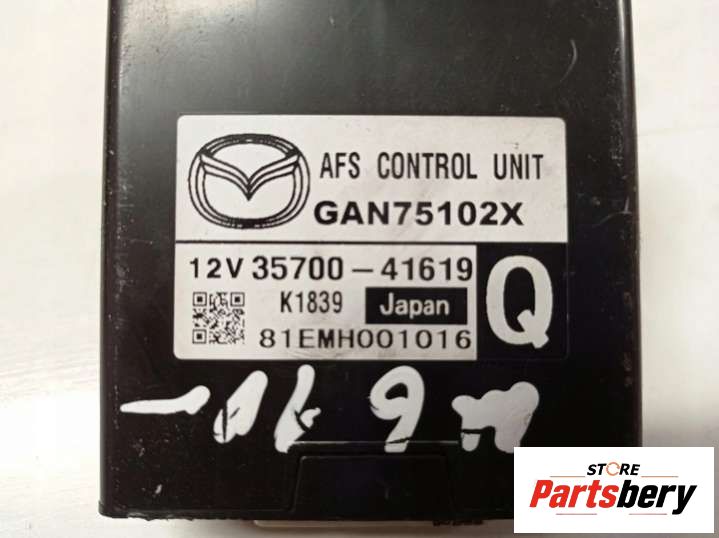 AFS CONTROL UNIT
GAN75102X
12V 35700-41619
K1839 Japan
Q
81EMH001016
STORE
Partsbery